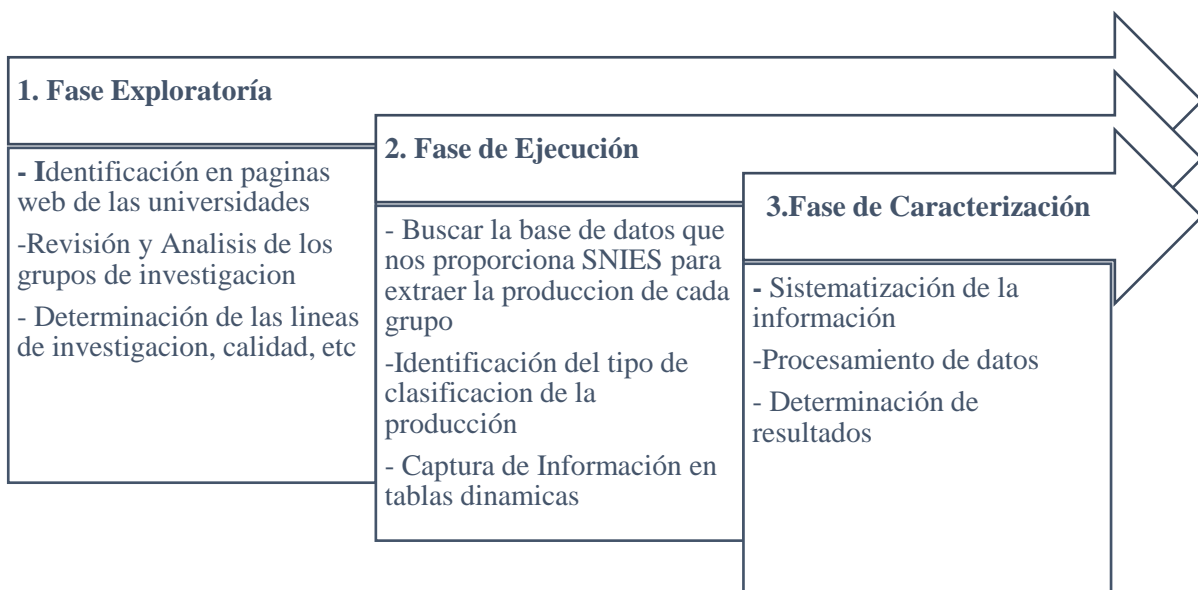 1. Fase Exploratoría
- Identificación en paginas
web de las universidades
-Revisión y Analisis de los
grupos de investigacion
- Determinación de las lineas
de investigacion, calidad, etc
2. Fase de Ejecución
- Buscar la base de datos que
nos proporciona SNIES para
extraer la produccion de cada
grupo
-Identificación del tipo de
clasificacion de la
producción
- Captura de Información en
tablas dinamicas
3.Fase de Caracterización
- Sistematización de la
información
-Procesamiento de datos
- Determinación de
resultados